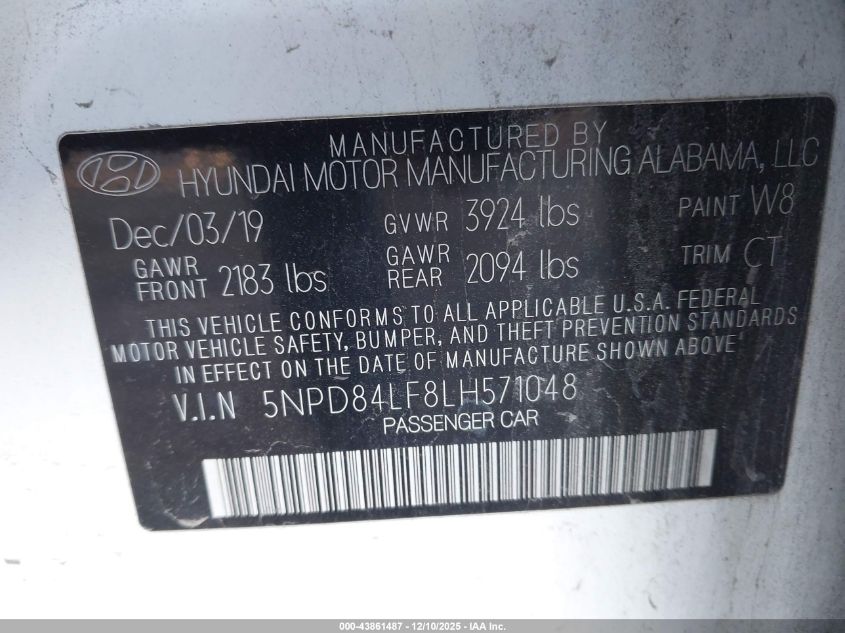 MANUFACTURED BY
HYUNDAI MOTOR MANUFACTURING ALABAMA, LLC
Dec/03/19 GVWR 3924 lbs PAINT W8
GAWR FRONT 2183 lbs GAWR REAR 2094 lbs TRIM CT
THIS VEHICLE CONFORMS TO ALL APPLICABLE U.S.A. FEDERAL
MOTOR VEHICLE SAFETY, BUMPER, AND THEFT PREVENTION STANDARDS
IN EFFECT ON THE DATE OF MANUFACTURE SHOWN ABOVE
V.I.N 5NPD84LF8LH571048
PASSENGER CAR
000-43861487 - 12/10/2025 - IAA Inc.